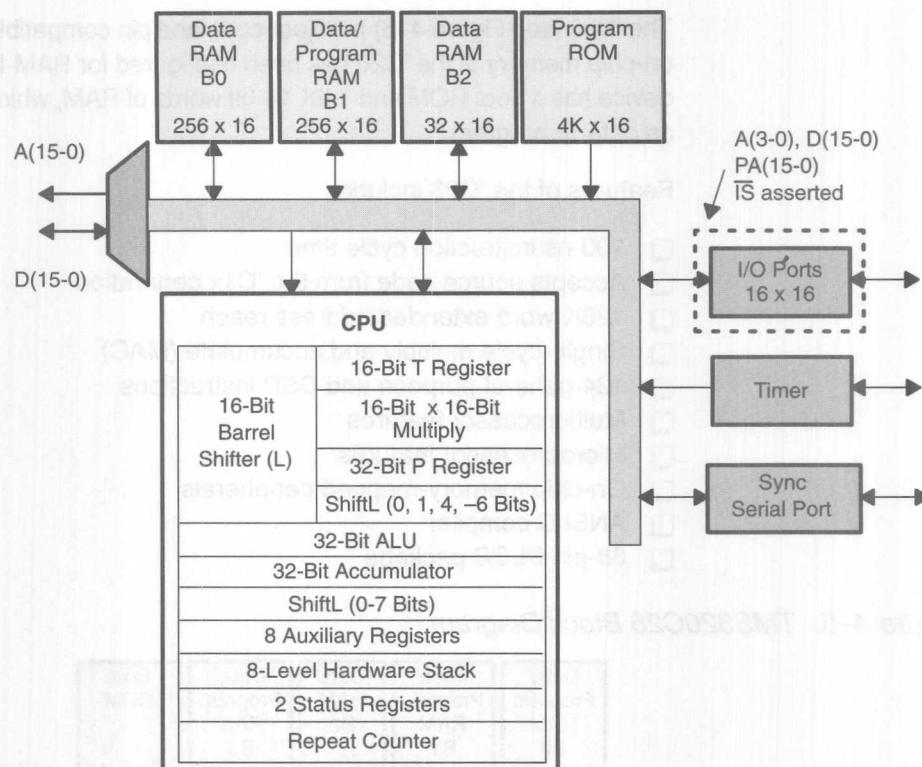 Data
RAM
B0
256 x 16
Data
Program
RAM
B1
256 x 16
Data
RAM
B2
32 x 16
Program
ROM
4K x 16
A(15-0)
D(15-0)
A(3-0), D(15-0)
PA(15-0)
IS asserted
I/O Ports
16 x 16
Timer
Sync
Serial Port
CPU
16-Bit
Barrel
Shifter (L)
16-Bit T Register
16-Bit x 16-Bit
Multiply
32-Bit P Register
ShiftL (0, 1, 4, –6 Bits)
32-Bit ALU
32-Bit Accumulator
ShiftL (0-7 Bits)
8 Auxiliary Registers
8-Level Hardware Stack
2 Status Registers
Repeat Counter